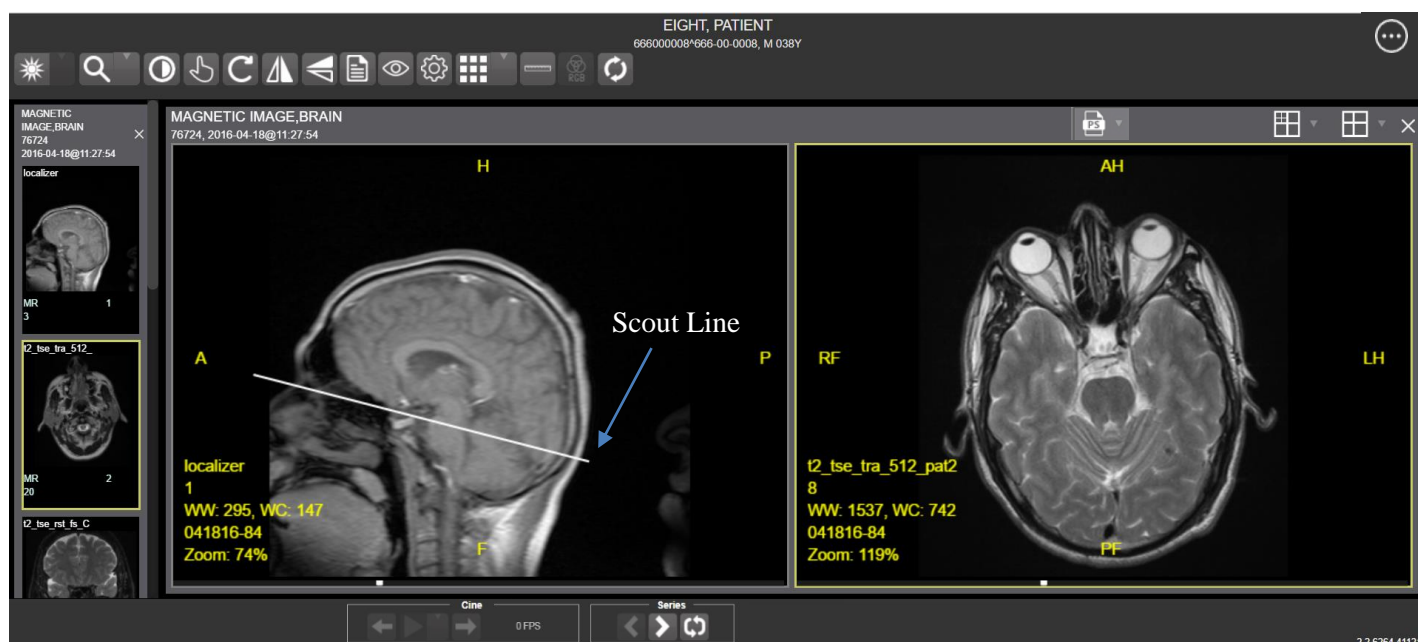 EIGHT, PATIENT
666000008^666-00-0008, M 038Y
MAGNETIC
IMAGE,BRAIN
76724
2016-04-18@11:27:54
localizer
MR 1
3
t2_tse_tra_512_
MR 2
20
t2_tse_rst_fs_C
MAGNETIC IMAGE,BRAIN
76724, 2016-04-18@11:27:54
PS
H
A
P
Scout Line
localizer
1
WW: 295, WC: 147
041816-84
Zoom: 74%
F
AH
RF
LH
t2_tse_tra_512_pat2
8
WW: 1537, WC: 742
041816-84
Zoom: 119%
PF
Cine
0 FPS
Series